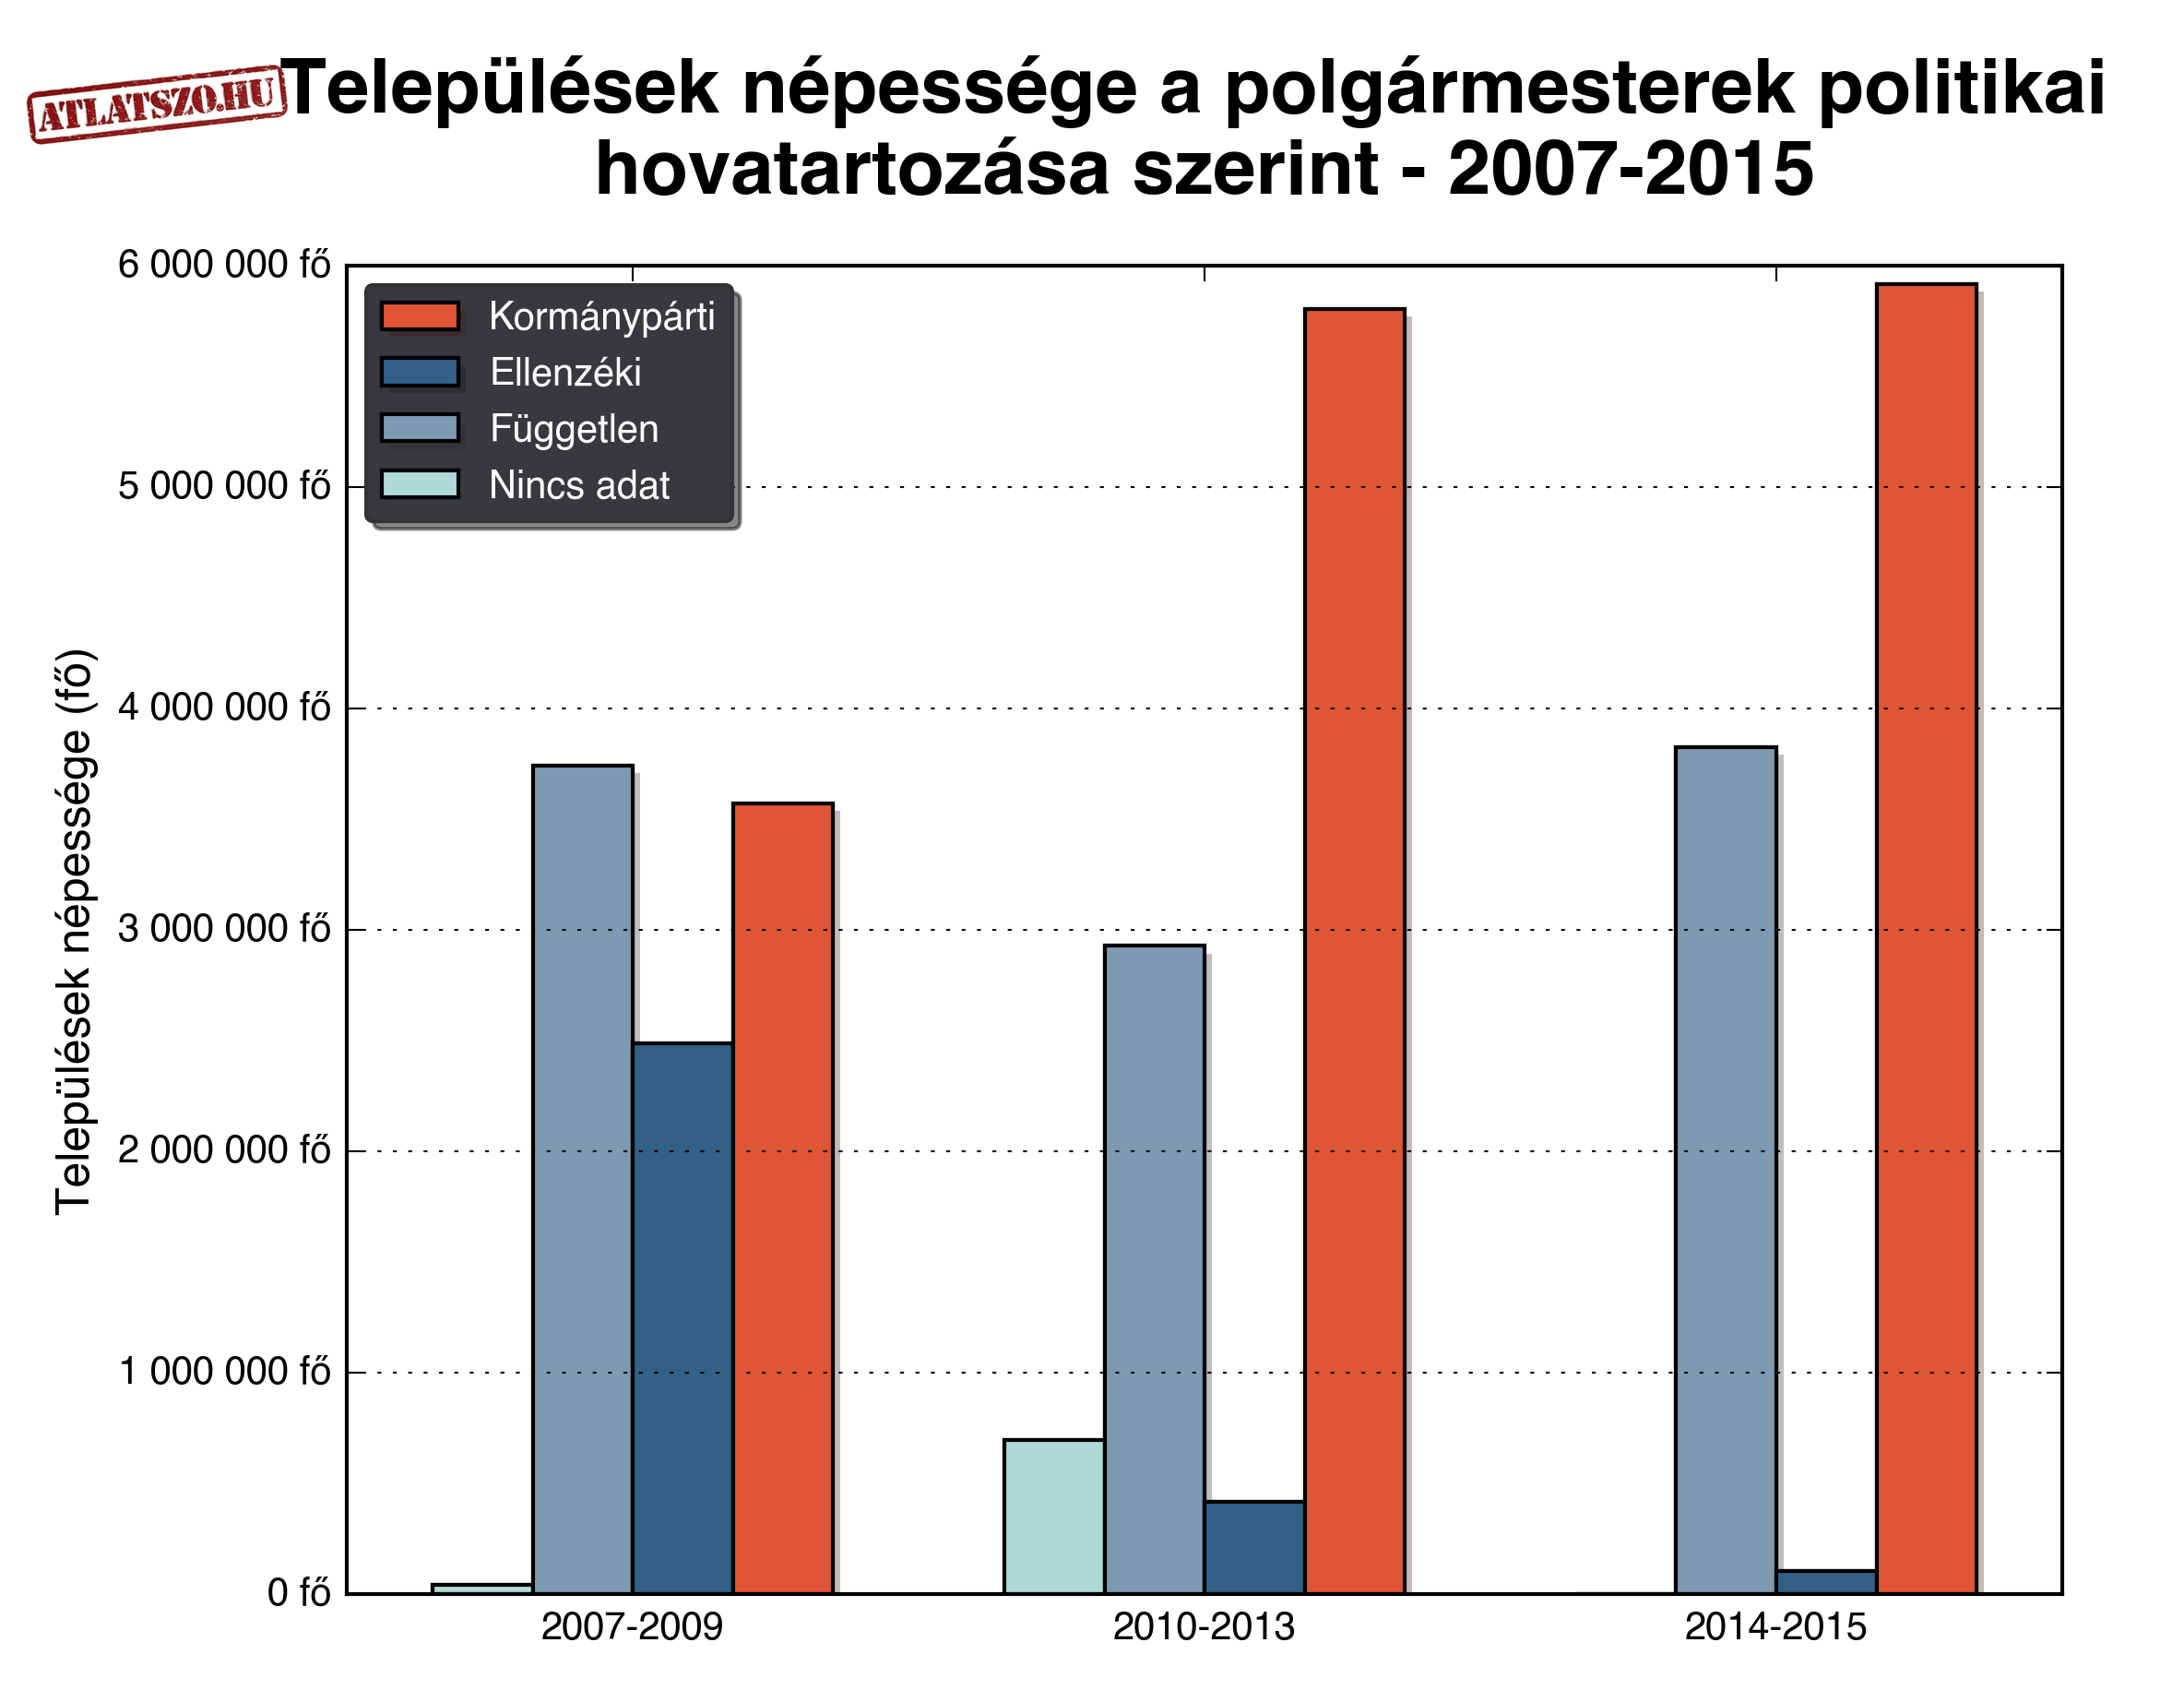 ATLATSZO.HU
Települések népessége a polgármesterek politikai
hovatartozása szerint - 2007-2015
6 000 000 fő
5 000 000 fő
4 000 000 fő
3 000 000 fő
2 000 000 fő
1 000 000 fő
0 fő
Települések népessége (fő)
Kormánypárti
Ellenzéki
Független
Nincs adat
2007-2009
2010-2013
2014-2015